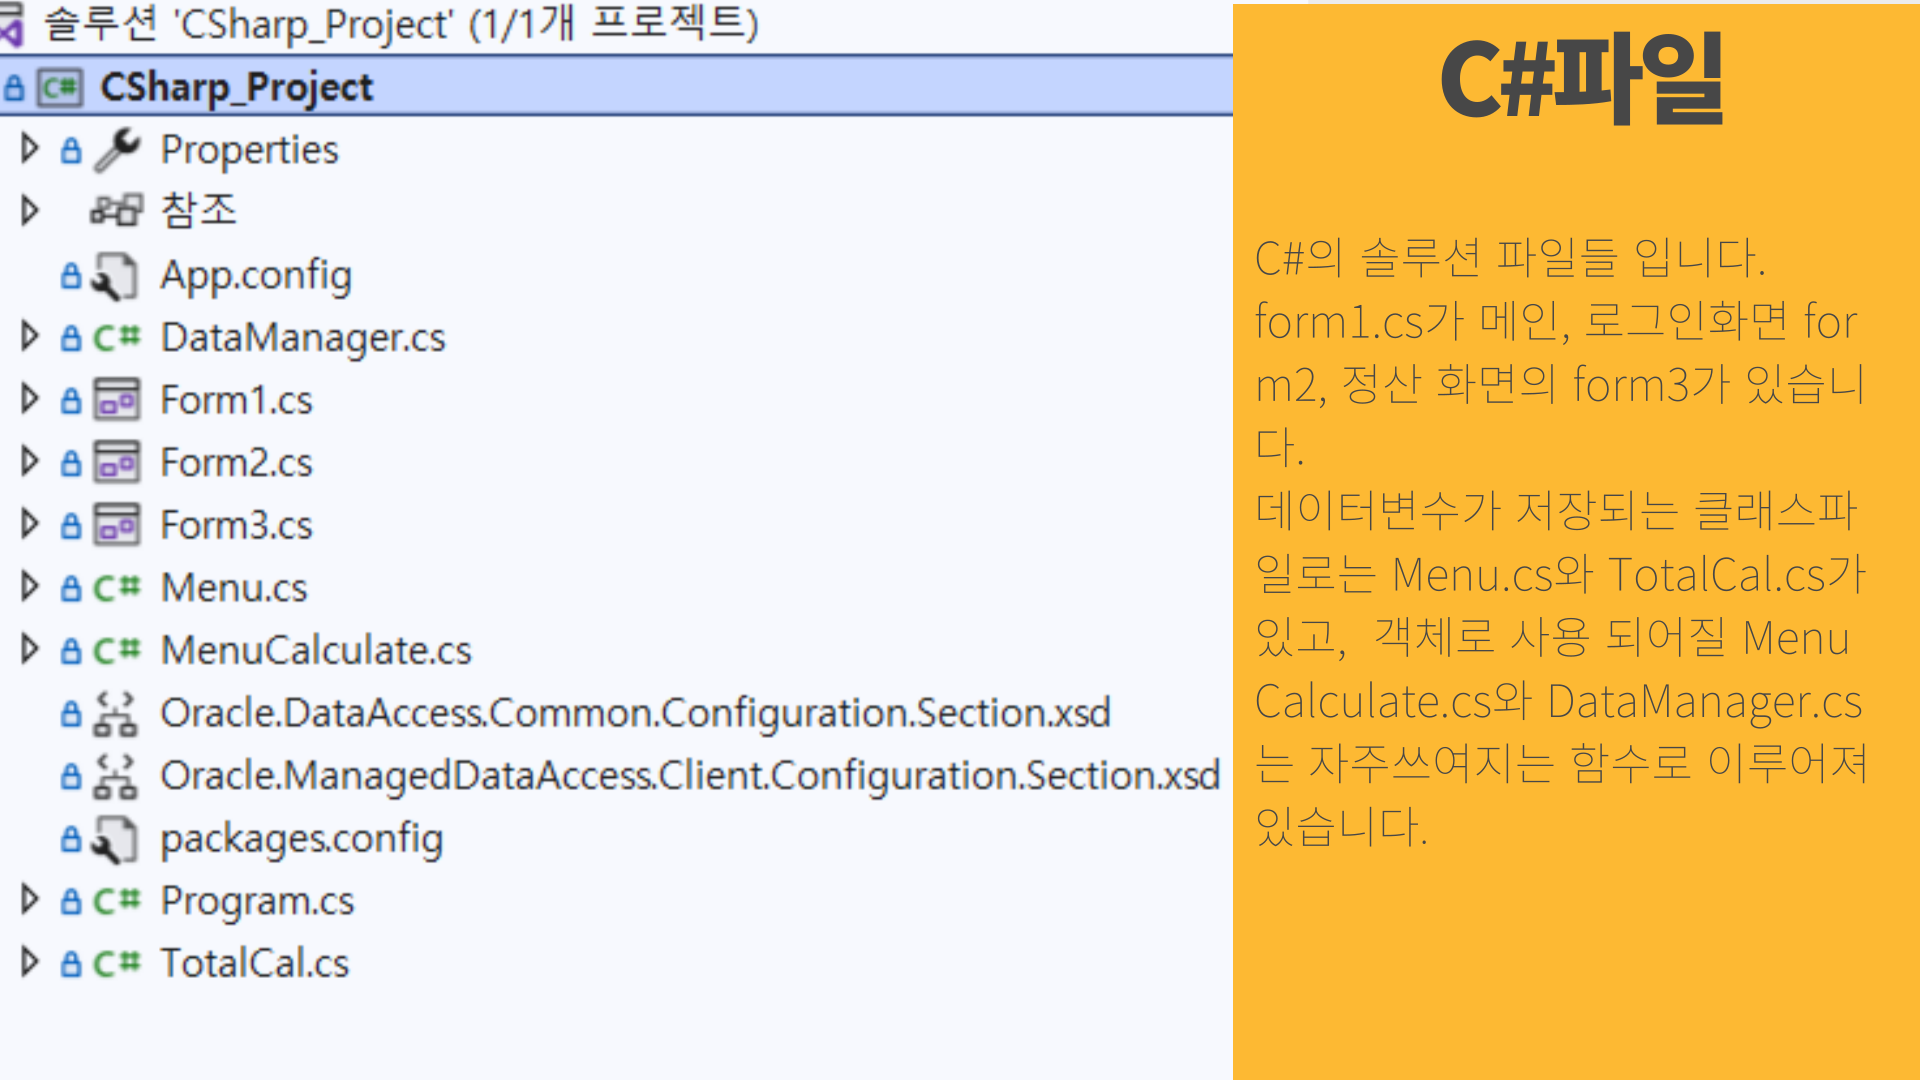 솔루션 'CSharp_Project' (1/1개 프로젝트)
C# CSharp_Project
Properties
참조
App.config
C# DataManager.cs
Form1.cs
Form2.cs
Form3.cs
C# Menu.cs
C# MenuCalculate.cs
Oracle.DataAccess.Common.Configuration.Section.xsd
Oracle.ManagedDataAccess.Client.Configuration.Section.xsd
packages.config
C# Program.cs
C# TotalCal.cs
C#파일
C#의 솔루션 파일들 입니다.
form1.cs가 메인, 로그인화면 for
m2, 정산 화면의 form3가 있습니
다.
데이터변수가 저장되는 클래스파
일로는 Menu.cs와 TotalCal.cs가
있고, 객체로 사용 되어질 Menu
Calculate.cs와 DataManager.cs
는 자주쓰여지는 함수로 이루어져
있습니다.